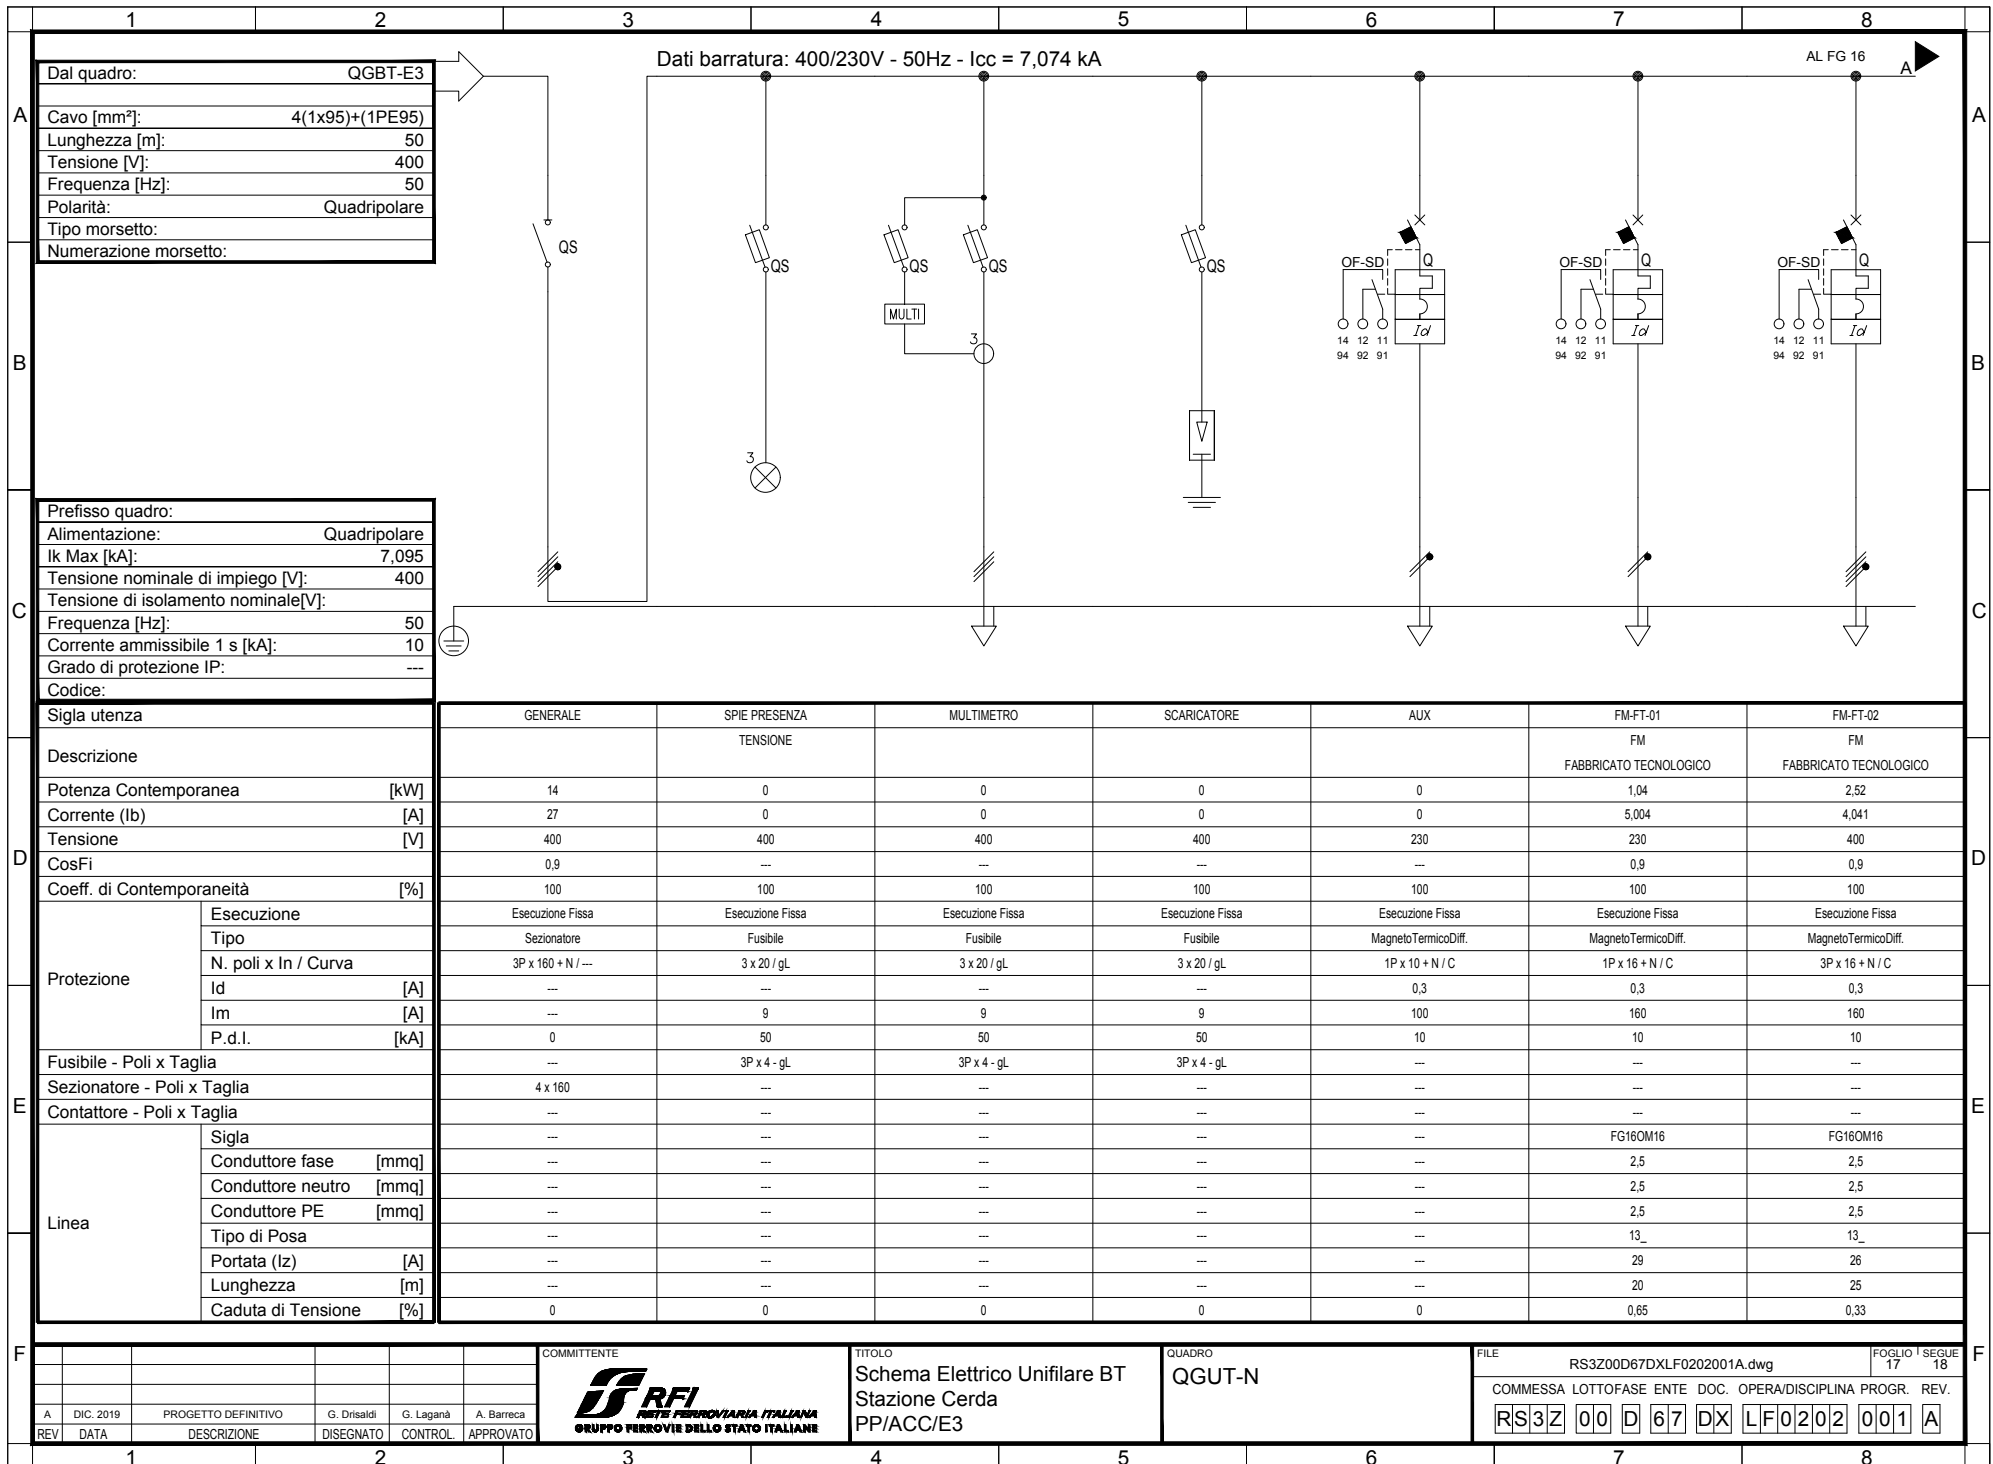 1 2 3 4 5 6 7 8
Dati barratura: 400/230V - 50Hz - Icc = 7,074 kA
AL FG 16
A
A A
B B
C C
D D
E E
F F
Dal quadro: QGBT-E3
Cavo [mm²]: 4(1x95)+(1PE95)
Lunghezza [m]: 50
Tensione [V]: 400
Frequenza [Hz]: 50
Polarità: Quadripolare
Tipo morsetto:
Numerazione morsetto:
QS QS QS QS QS
MULTI
3
3
OF-SD Q OF-SD Q OF-SD Q
Id Id Id
14 12 11 14 12 11 14 12 11
94 92 91 94 92 91 94 92 91
Prefisso quadro:
Alimentazione: Quadripolare
Ik Max [kA]: 7,095
Tensione nominale di impiego [V]: 400
Tensione di isolamento nominale[V]:
Frequenza [Hz]: 50
Corrente ammissibile 1 s [kA]: 10
Grado di protezione IP: ---
Codice:
Sigla utenza GENERALE SPIE PRESENZA MULTIMETRO SCARICATORE AUX FM-FT-01 FM-FT-02
Descrizione TENSIONE FM FM
FABBRICATO TECNOLOGICO FABBRICATO TECNOLOGICO
Potenza Contemporanea [kW] 14 0 0 0 0 1,04 2,52
Corrente (Ib) [A] 27 0 0 0 0 5,004 4,041
Tensione [V] 400 400 400 400 230 230 400
CosFi 0,9 --- --- --- --- 0,9 0,9
Coeff. di Contemporaneità [%] 100 100 100 100 100 100 100
Protezione
Esecuzione Esecuzione Fissa Esecuzione Fissa Esecuzione Fissa Esecuzione Fissa Esecuzione Fissa Esecuzione Fissa Esecuzione Fissa
Tipo Sezionatore Fusibile Fusibile Fusibile MagnetoTermicoDiff. MagnetoTermicoDiff. MagnetoTermicoDiff.
N. poli x In / Curva 3P x 160 + N / --- 3 x 20 / gL 3 x 20 / gL 3 x 20 / gL 1P x 10 + N / C 1P x 16 + N / C 3P x 16 + N / C
Id [A] --- --- --- --- 0,3 0,3 0,3
Im [A] --- 9 9 9 100 160 160
P.d.I. [kA] 0 50 50 50 10 10 10
Fusibile - Poli x Taglia --- 3P x 4 - gL 3P x 4 - gL 3P x 4 - gL --- --- ---
Sezionatore - Poli x Taglia 4 x 160 --- --- --- --- --- ---
Contattore - Poli x Taglia --- --- --- --- --- --- ---
Linea
Sigla --- --- --- --- --- FG16OM16 FG16OM16
Conduttore fase [mmq] --- --- --- --- --- 2,5 2,5
Conduttore neutro [mmq] --- --- --- --- --- 2,5 2,5
Conduttore PE [mmq] --- --- --- --- --- 2,5 2,5
Tipo di Posa --- --- --- --- --- 13_ 13_
Portata (Iz) [A] --- --- --- --- --- 29 26
Lunghezza [m] --- --- --- --- --- 20 25
Caduta di Tensione [%] 0 0 0 0 0 0,65 0,33
A DIC. 2019 PROGETTO DEFINITIVO G. Drisaldi G. Laganà A. Barreca
REV DATA DESCRIZIONE DISEGNATO CONTROL. APPROVATO
COMMITTENTE
RFI
RETE FERROVIARIA ITALIANA
GRUPPO FERROVIE DELLO STATO ITALIANE
TITOLO
Schema Elettrico Unifilare BT
Stazione Cerda
PP/ACC/E3
QUADRO
QGUT-N
FILE
RS3Z00D67DXLF0202001A.dwg
FOGLIO SEGUE
17 18
COMMESSA LOTTO FASE ENTE DOC. OPERA/DISCIPLINA PROGR. REV.
RS3Z 00 D 67 DX LF0202 001 A
1 2 3 4 5 6 7 8